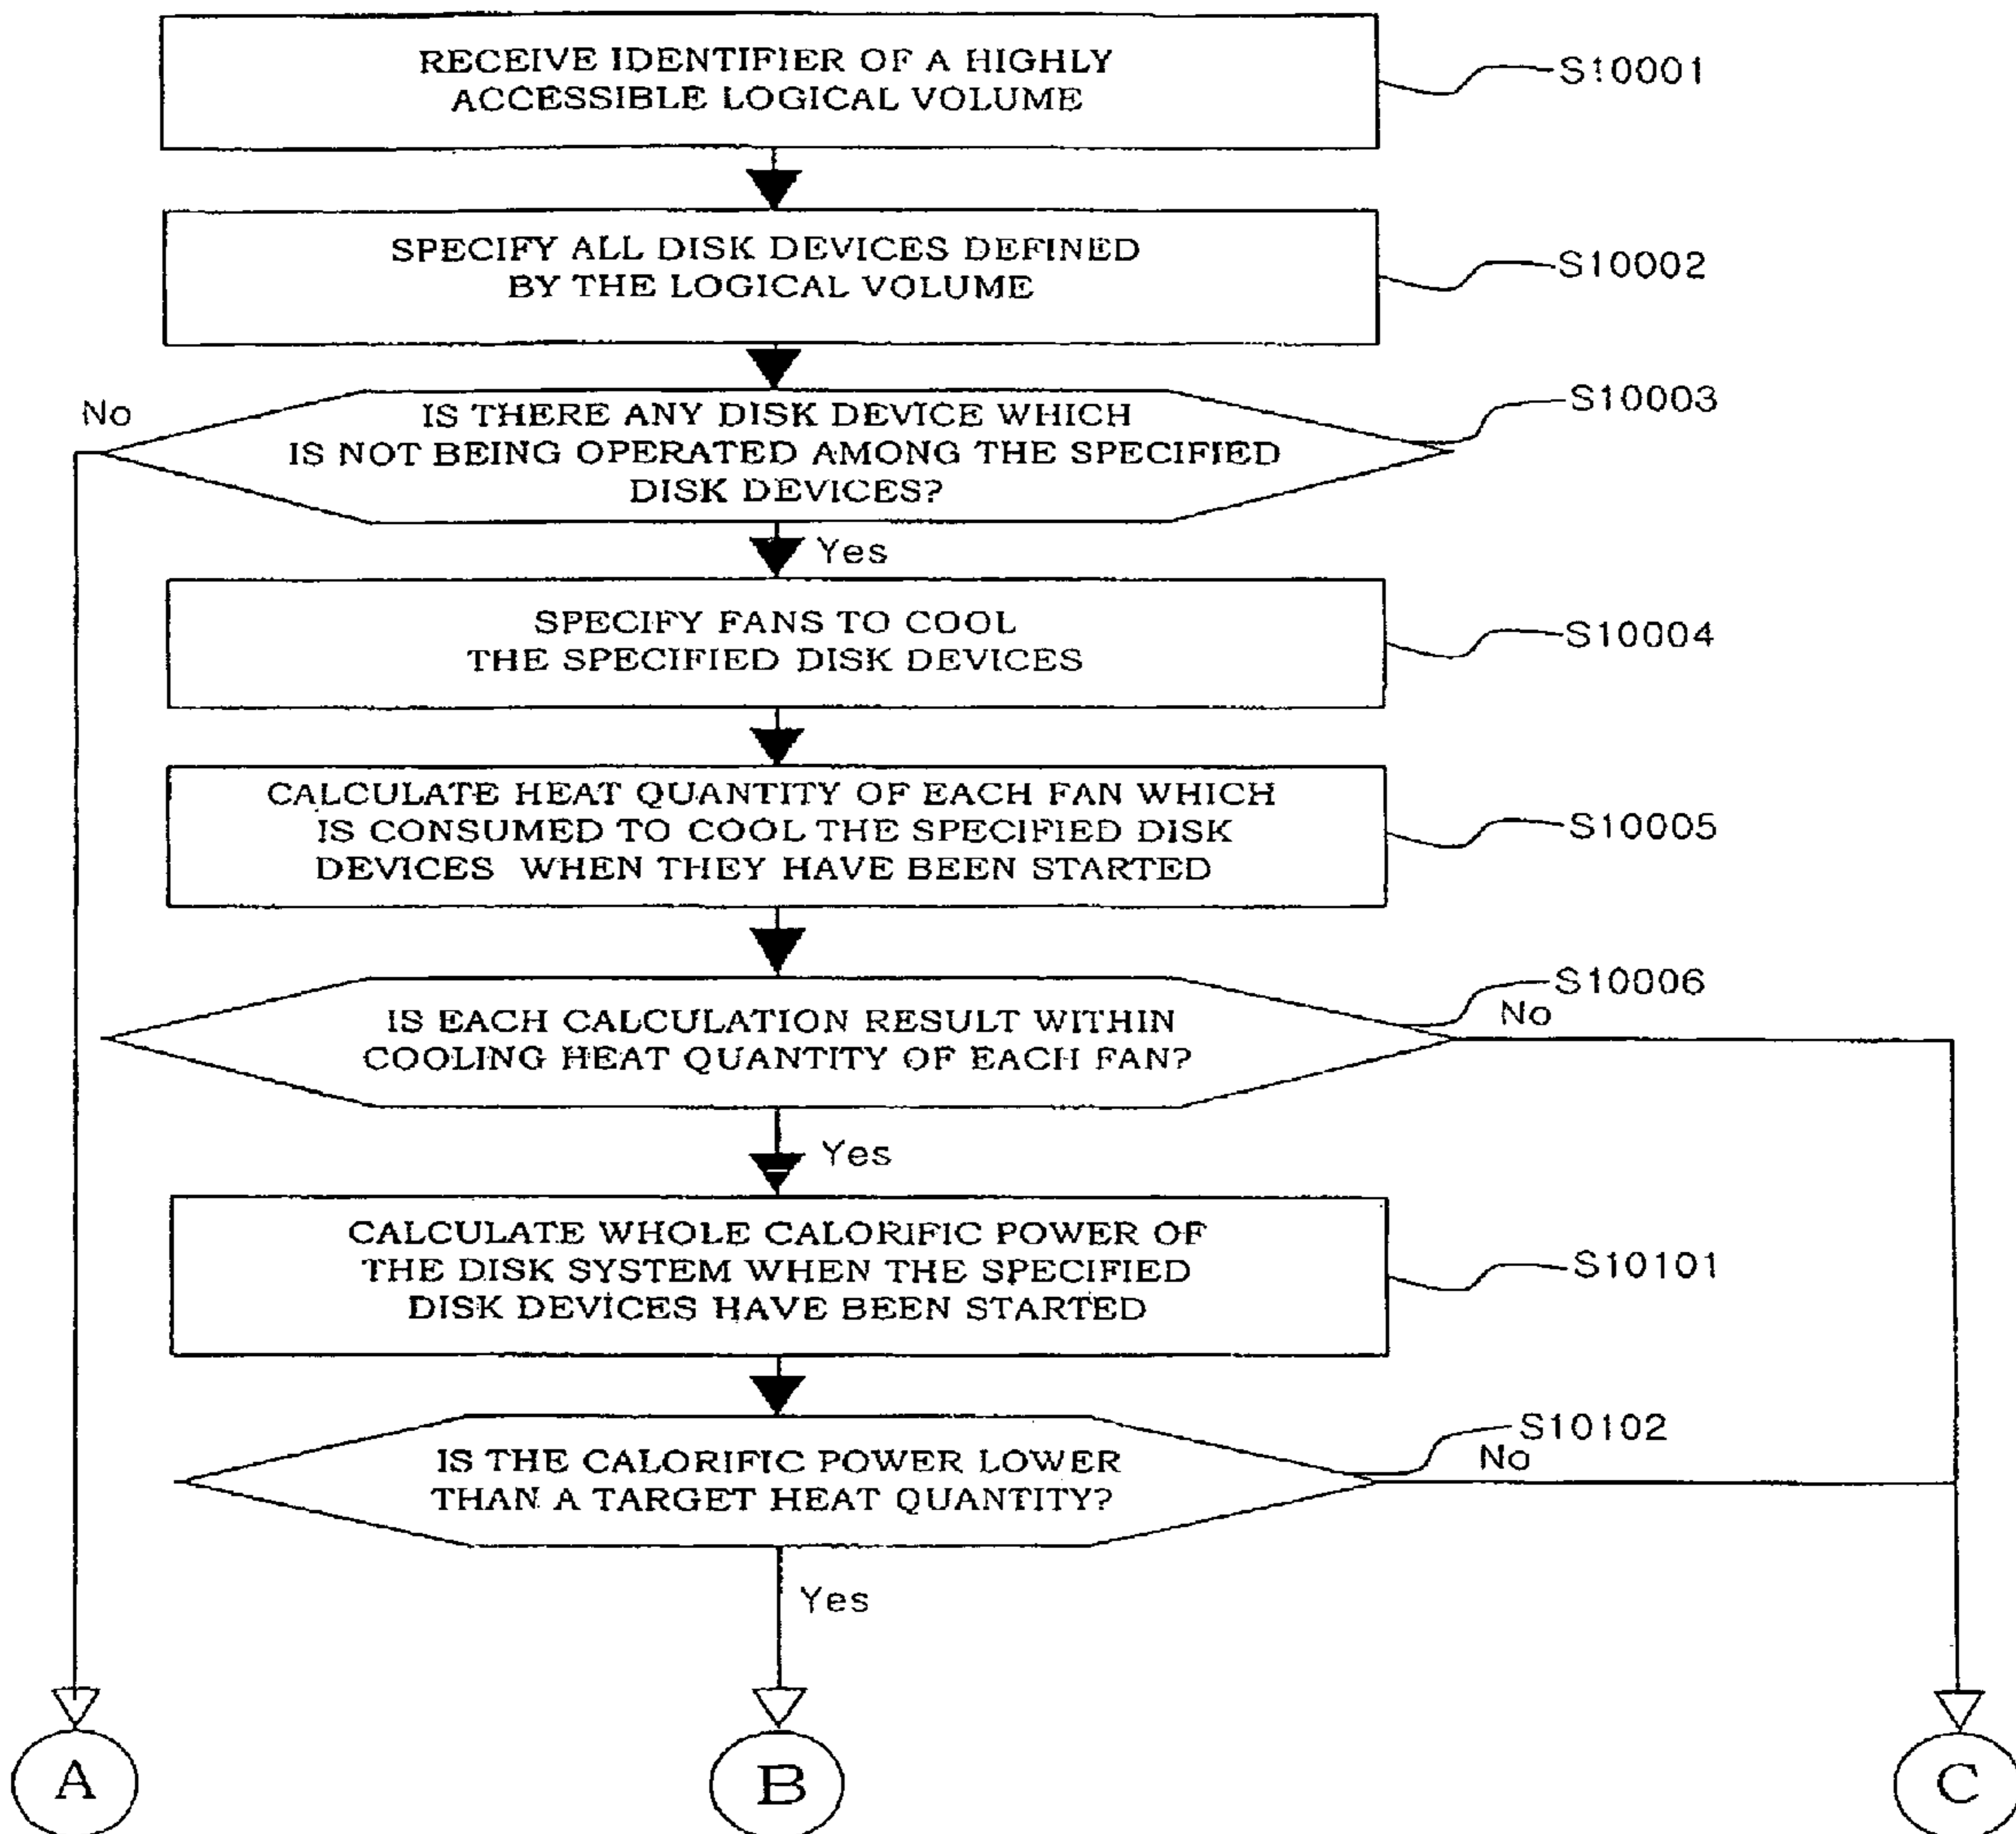 RECEIVE IDENTIFIER OF A HIGHLY
ACCESSIBLE LOGICAL VOLUME
S10001
SPECIFY ALL DISK DEVICES DEFINED
BY THE LOGICAL VOLUME
S10002
No
IS THERE ANY DISK DEVICE WHICH
IS NOT BEING OPERATED AMONG THE SPECIFIED
DISK DEVICES?
S10003
Yes
SPECIFY FANS TO COOL
THE SPECIFIED DISK DEVICES
S10004
CALCULATE HEAT QUANTITY OF EACH FAN WHICH
IS CONSUMED TO COOL THE SPECIFIED DISK
DEVICES WHEN THEY HAVE BEEN STARTED
S10005
IS EACH CALCULATION RESULT WITHIN
COOLING HEAT QUANTITY OF EACH FAN?
S10006
No
Yes
CALCULATE WHOLE CALORIFIC POWER OF
THE DISK SYSTEM WHEN THE SPECIFIED
DISK DEVICES HAVE BEEN STARTED
S10101
IS THE CALORIFIC POWER LOWER
THAN A TARGET HEAT QUANTITY?
S10102
No
Yes
A
B
C